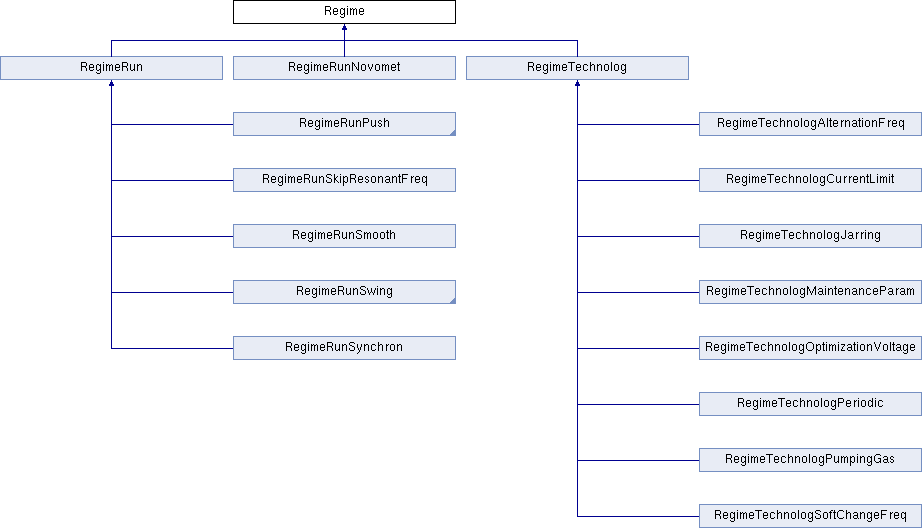 Regime
RegimeRun
RegimeRunNovomet
RegimeTechnolog
RegimeRunPush
RegimeTechnologAlternationFreq
RegimeRunSkipResonantFreq
RegimeTechnologCurrentLimit
RegimeRunSmooth
RegimeTechnologJarring
RegimeRunSwing
RegimeTechnologMaintenanceParam
RegimeRunSynchron
RegimeTechnologOptimizationVoltage
RegimeTechnologPeriodic
RegimeTechnologPumpingGas
RegimeTechnologSoftChangeFreq